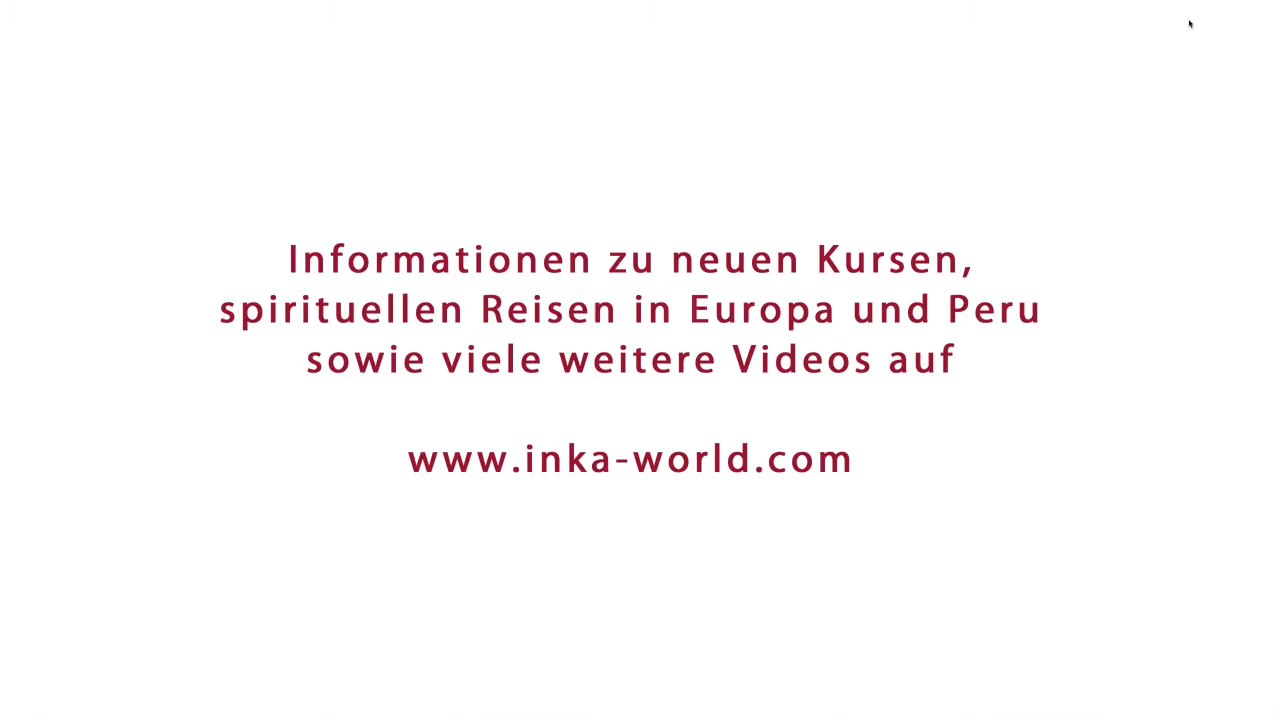 Informationen zu neuen Kursen,
spirituellen Reisen in Europa und Peru
sowie viele weitere Videos auf
www.inka-world.com